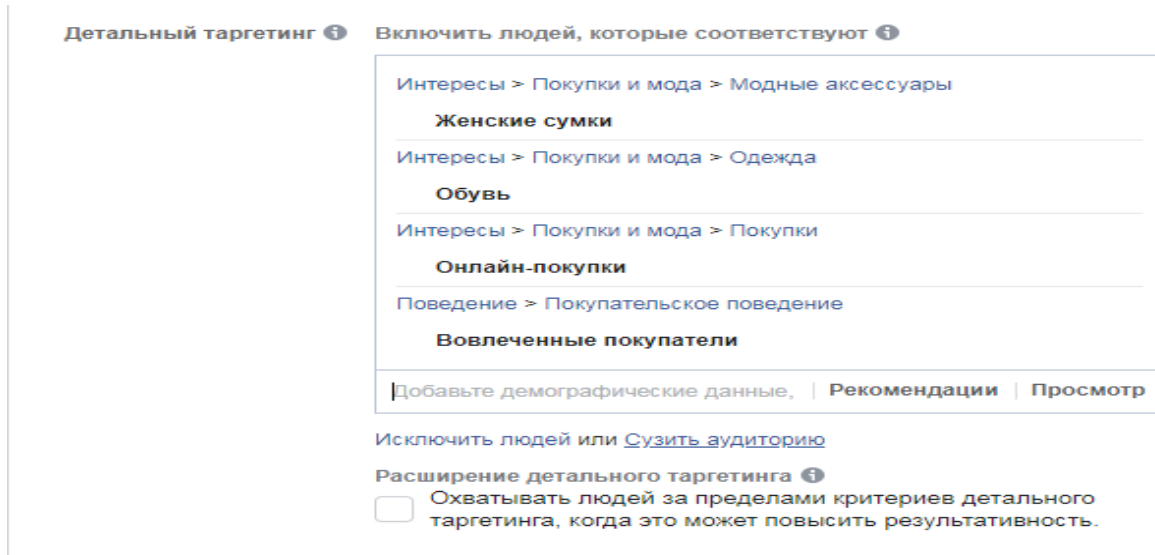 Детальный таргетинг Включить людей, которые соответствуют
Интересы > Покупки и мода > Модные аксессуары
Женские сумки
Интересы > Покупки и мода > Одежда
Обувь
Интересы > Покупки и мода > Покупки
Онлайн-покупки
Поведение > Покупательское поведение
Вовлеченные покупатели
Добавьте демографические данные, | Рекомендации | Просмотр
Исключить людей или Сузить аудиторию
Расширение детального таргетинга
Охватывать людей за пределами критериев детального
таргетинга, когда это может повысить результативность.